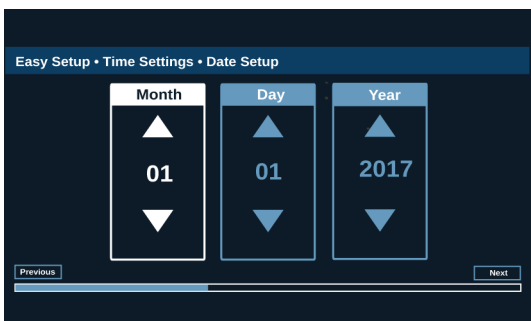 Easy Setup • Time Settings • Date Setup
Month Day Year
01 01 2017
Previous Next